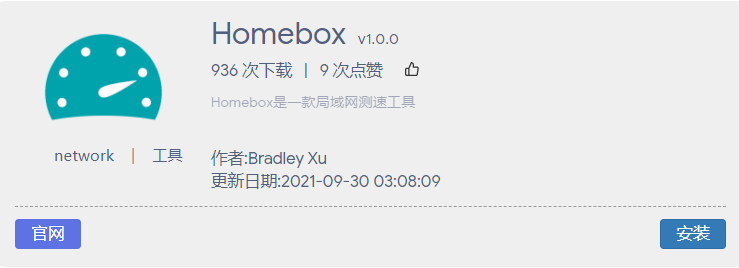 Homebox v1.0.0
936 次下载 | 9 次点赞
Homebox是一款局域网测速工具
network | 工具
作者:Bradley Xu
更新日期:2021-09-30 03:08:09
官网
安装